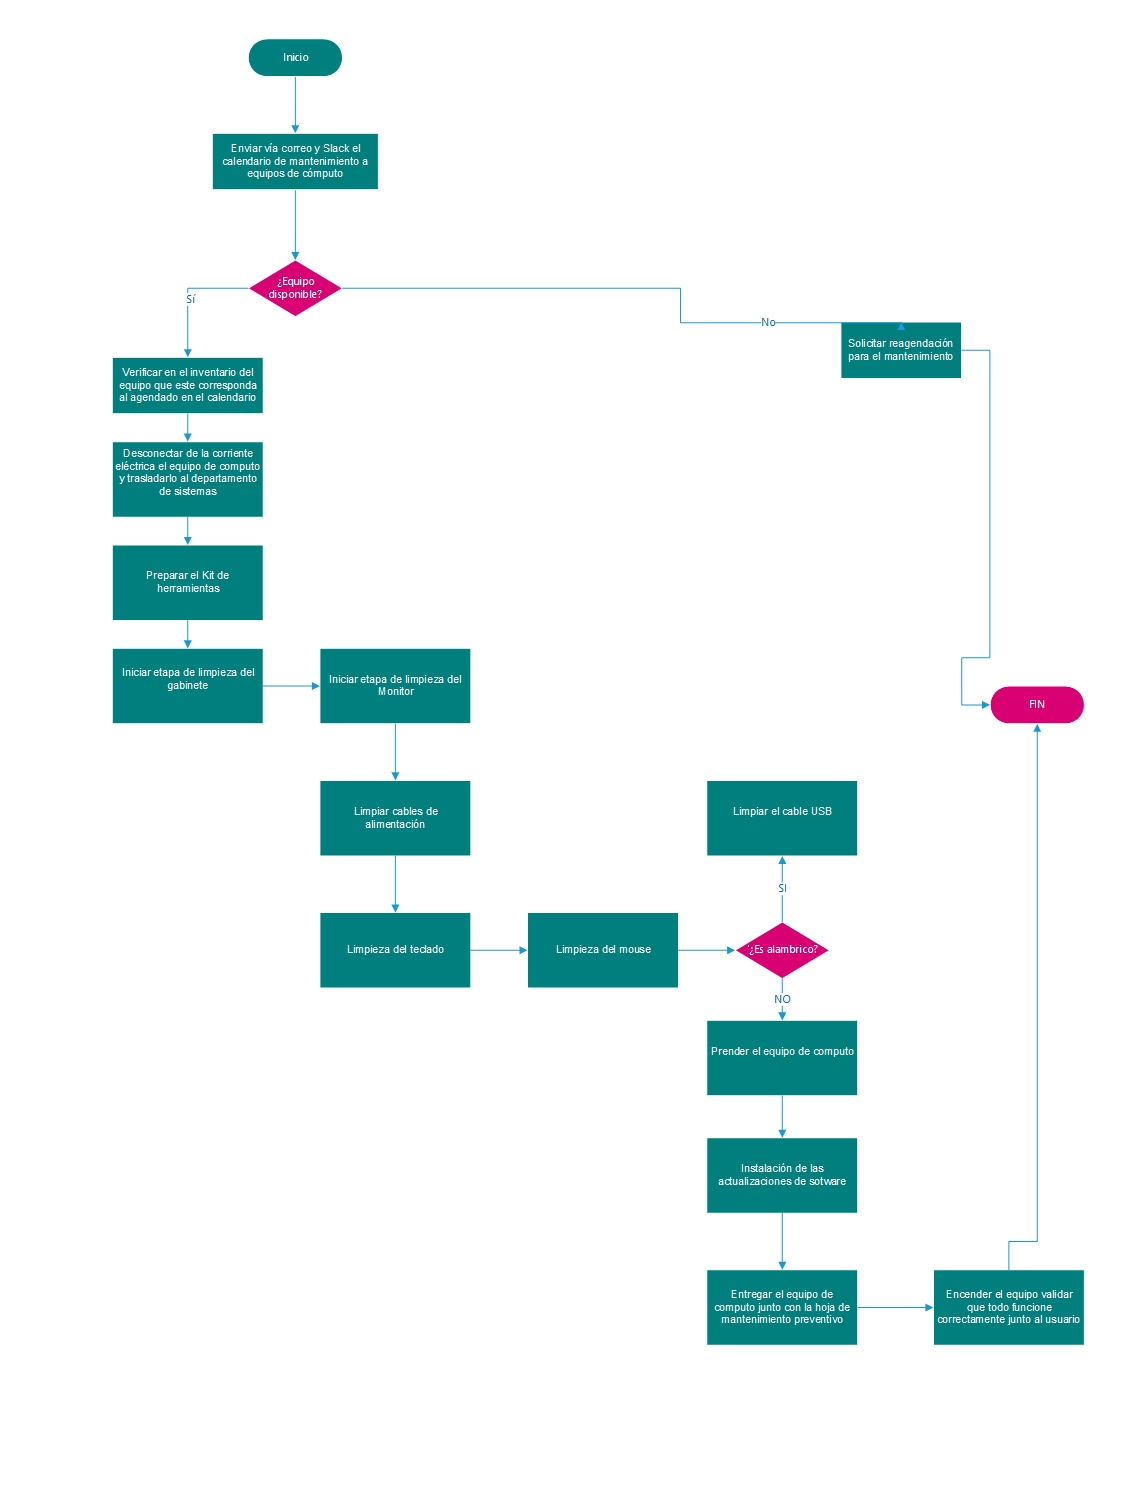 Inicio
Enviar vía correo y Slack el
calendario de mantenimiento a
equipos de cómputo
¿Equipo
disponible?
Sí
No
Solicitar reagendación
para el mantenimiento
Verificar en el inventario del
equipo que este corresponda
al agendado en el calendario
Desconectar de la corriente
eléctrica el equipo de computo
y trasladarlo al departamento
de sistemas
Preparar el Kit de
herramientas
Iniciar etapa de limpieza del
gabinete
Iniciar etapa de limpieza del
Monitor
FIN
Limpiar cables de
alimentación
Limpiar el cable USB
SI
Limpieza del teclado
Limpieza del mouse
'¿Es alambrico?
NO
Prender el equipo de computo
Instalación de las
actualizaciones de sotware
Entregar el equipo de
computo junto con la hoja de
mantenimiento preventivo
Encender el equipo validar
que todo funcione
correctamente junto al usuario